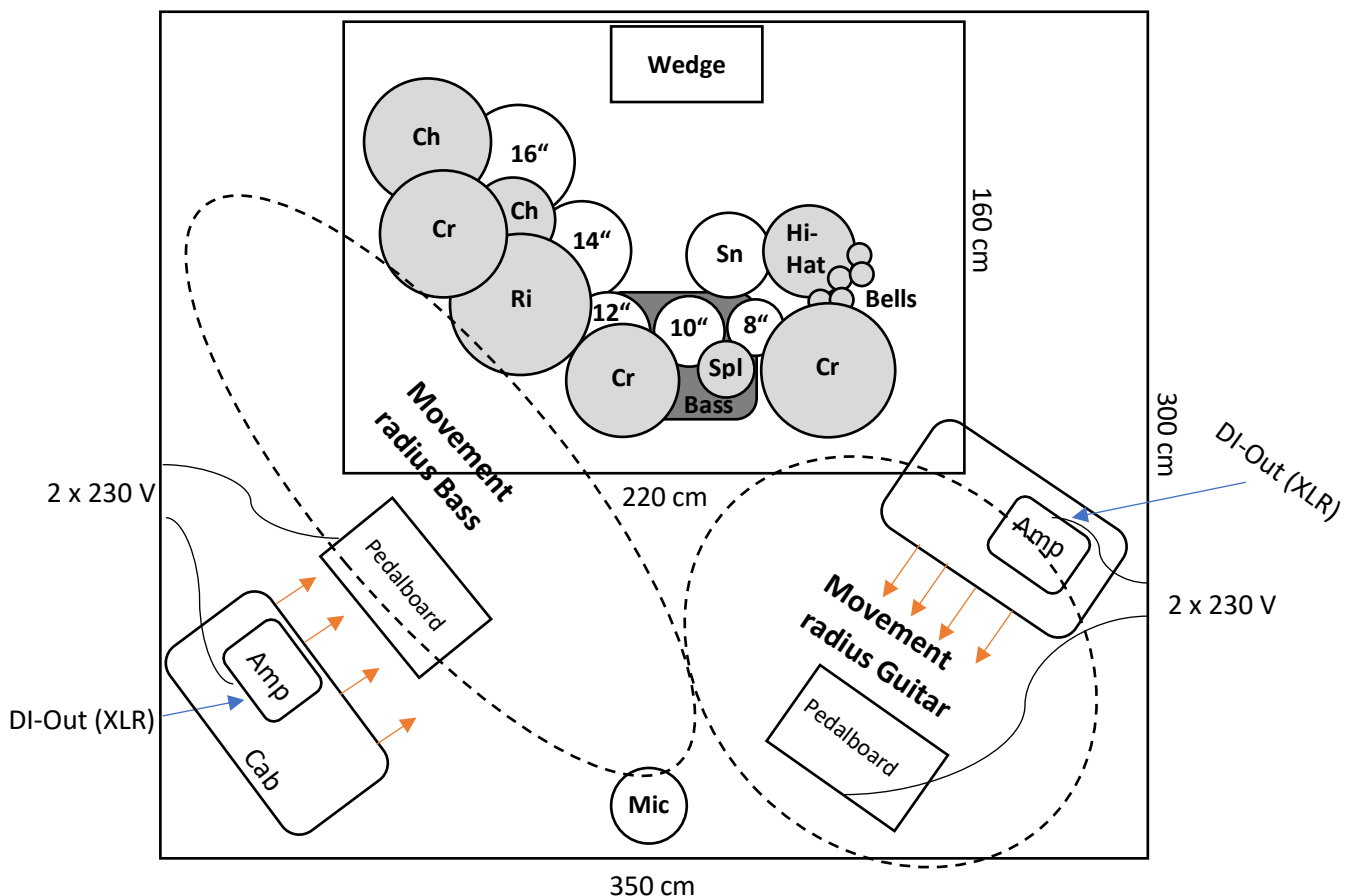 Wedge
Ch
16“
Cr
Ch
14“
Sn
Hi-
Hat
160 cm
Ri
12“
10“
8“
Bells
Cr
Spl
Cr
Bass
Movement
radius Bass
300 cm
DI-Out (XLR)
2 x 230 V
220 cm
Pedalboard
Amp
Movement
radius Guitar
2 x 230 V
Amp
DI-Out (XLR)
Cab
Pedalboard
Mic
350 cm